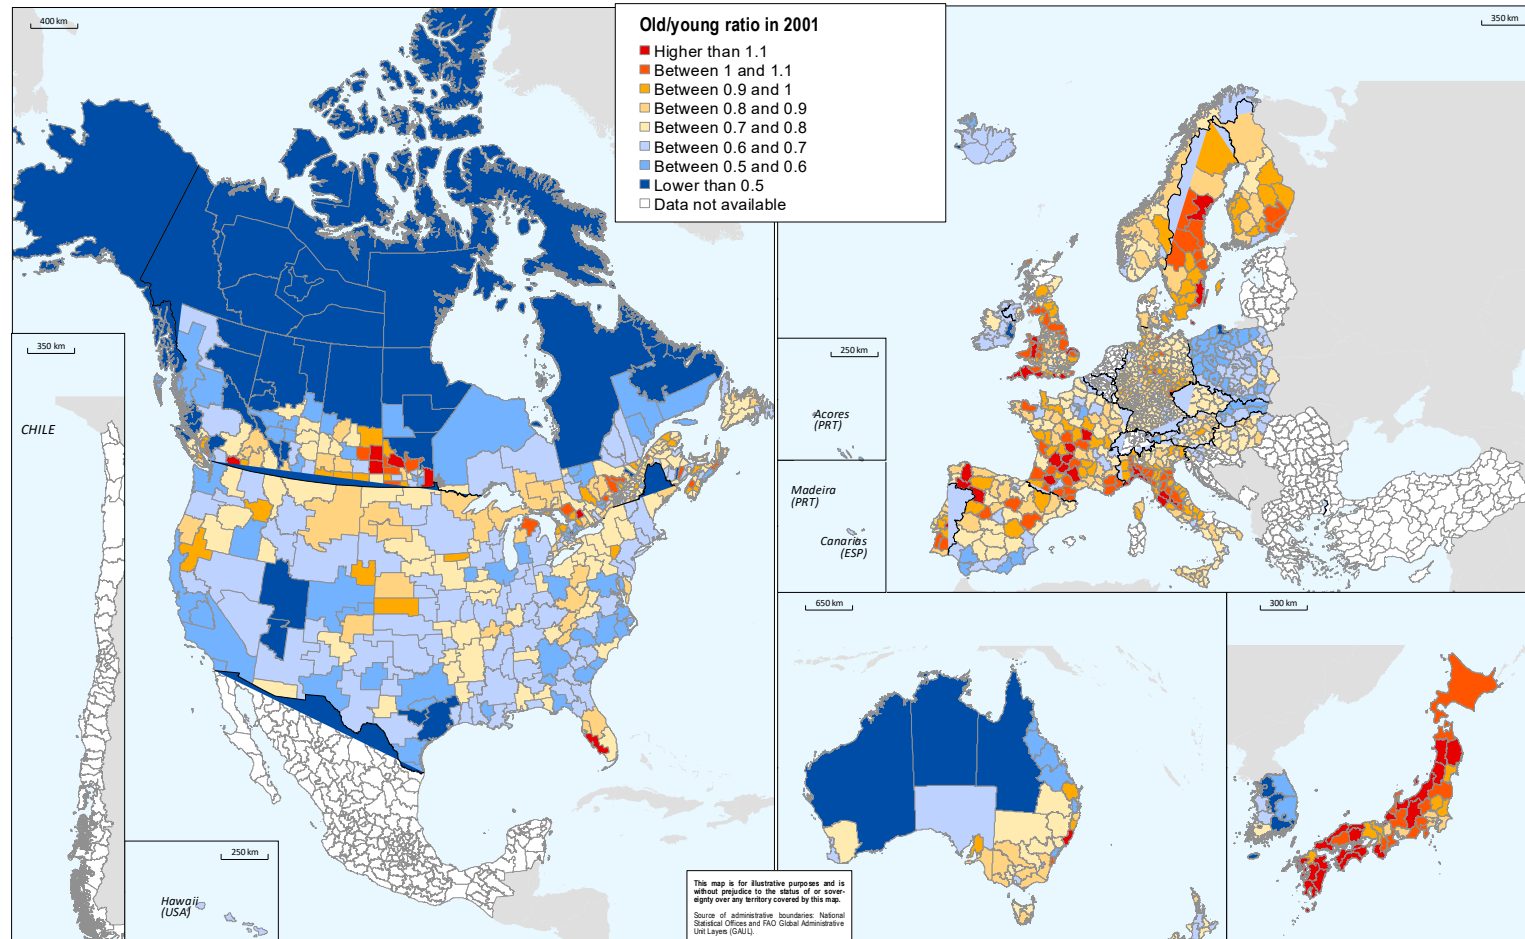 400 km
Old/young ratio in 2001
Higher than 1.1
Between 1 and 1.1
Between 0.9 and 1
Between 0.8 and 0.9
Between 0.7 and 0.8
Between 0.6 and 0.7
Between 0.5 and 0.6
Lower than 0.5
Data not available
350 km
350 km
CHILE
250 km
Acores
(PRT)
Madeira
(PRT)
Canarias
(ESP)
650 km
300 km
250 km
Hawaii
(USA)
This map is for illustrative purposes and is
without prejudice to the status of or sover-
eignty over any territory covered by this map.
Source of administrative boundaries: National
Statistical Offices and FAO Global Administrative
Unit Layers (GAUL).